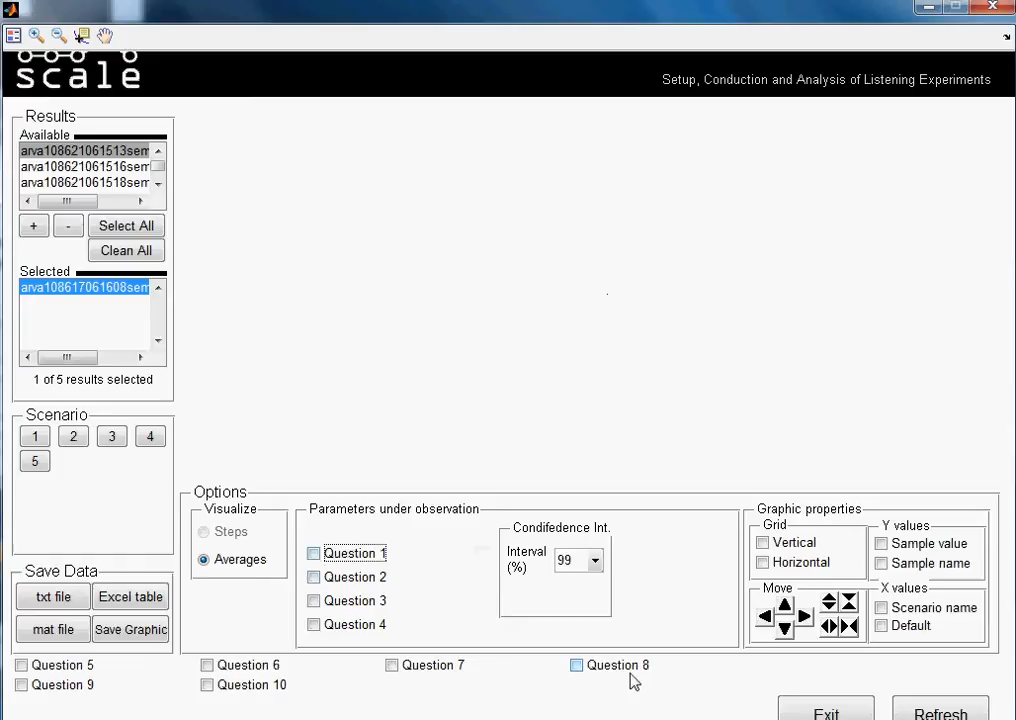 scale
Setup, Conduction and Analysis of Listening Experiments
Results
Available
arva108621061513sem
arva108621061516sem
arva108621061518sem
+ - Select All
Clean All
Selected
arva108617061608sem
1 of 5 results selected
Scenario
1 2 3 4
5
Save Data
txt file Excel table
mat file Save Graphic
Options
Visualize
Steps
Averages
Parameters under observation
Question 1
Question 2
Question 3
Question 4
Condifedence Int.
Interval
(%)
99
Graphic properties
Grid
Vertical
Horizontal
Y values
Sample value
Sample name
Move
X values
Scenario name
Default
Question 5 Question 6 Question 7 Question 8
Question 9 Question 10
Exit Refresh